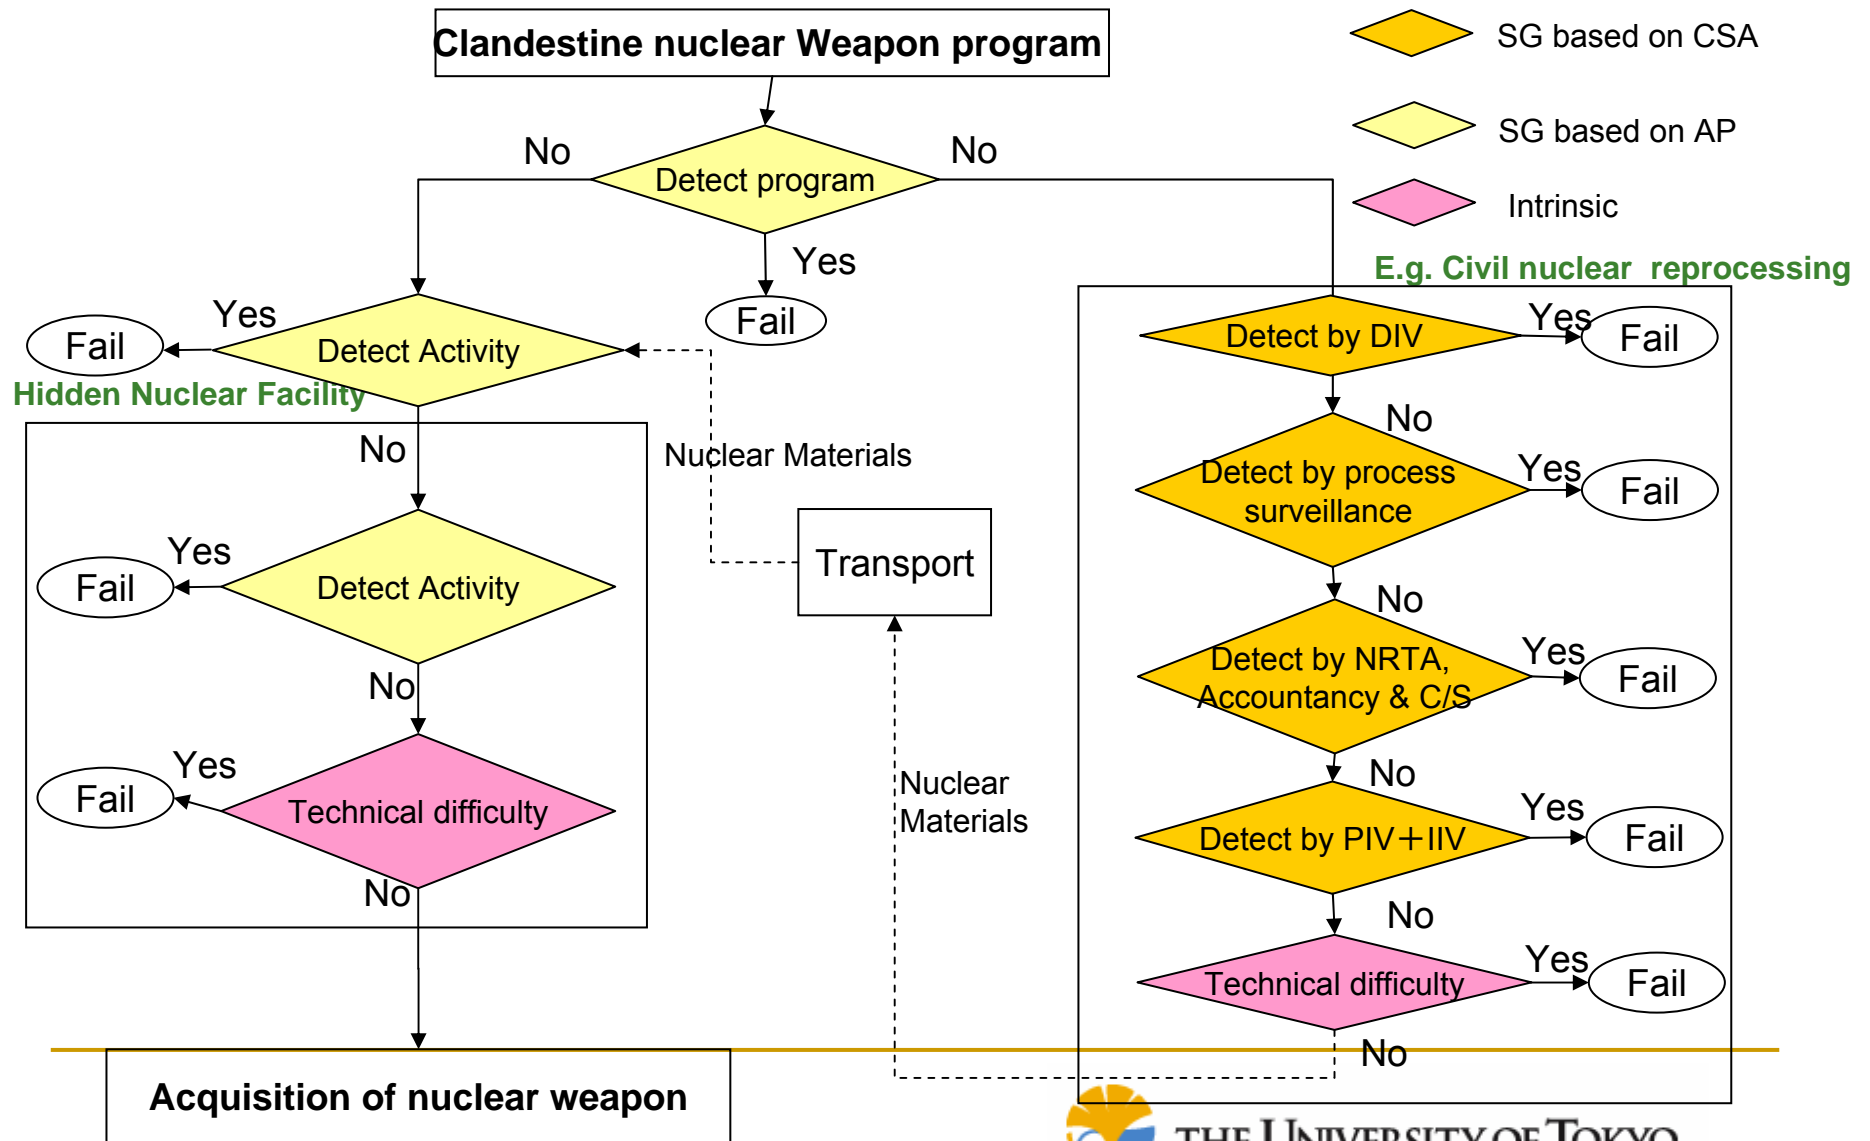 Clandestine nuclear Weapon program
SG based on CSA
SG based on AP
Intrinsic
No
No
Detect program
Yes
Fail
E.g. Civil nuclear reprocessing
Yes
Fail
Detect Activity
Hidden Nuclear Facility
No
Yes
Fail
Detect Activity
No
Yes
Fail
Technical difficulty
No
Acquisition of nuclear weapon
Nuclear Materials
Transport
Nuclear
Materials
Detect by DIV
Yes
Fail
No
Detect by process
surveillance
Yes
Fail
No
Detect by NRTA,
Accountancy & C/S
Yes
Fail
No
Detect by PIV+IIV
Yes
Fail
No
Technical difficulty
Yes
Fail
No
THE UNIVERSITY OF TOKYO